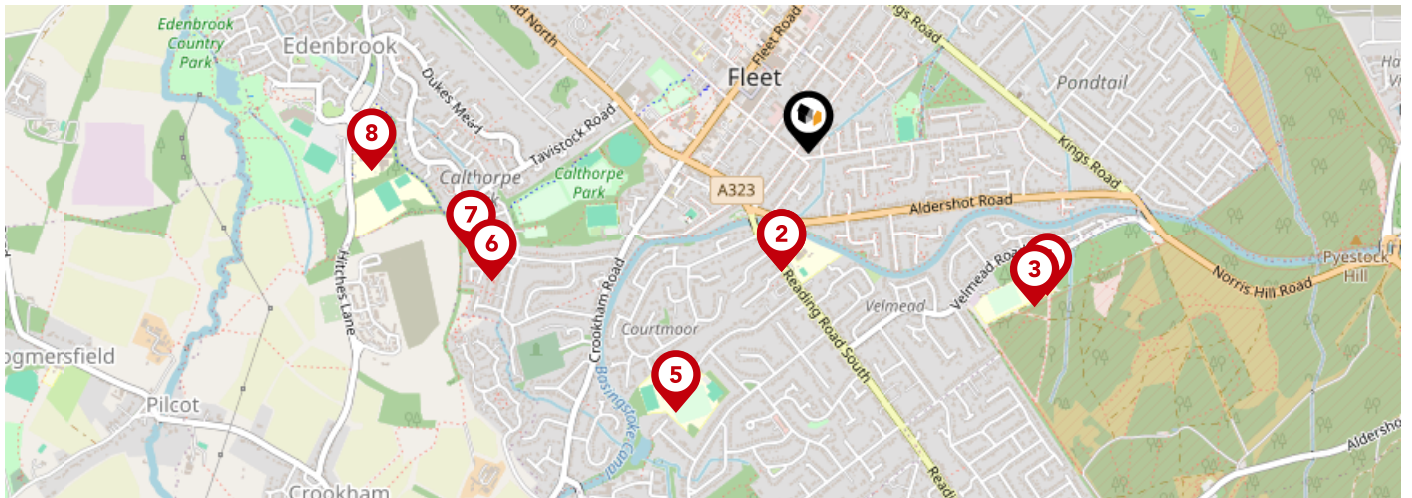 Edenbrook
Country
Park
Edenbrook
Dukes Mead
Fleet Road
Fleet
Kings Road
Pondtail
8
Tavistock Road
Calthorpe
Calthorpe
Park
A323
Kings Road
Aldershot Road
7
6
2
3
Velmead Road
Pyestock
Hill
Norris Hill Road
Hitches Lane
Crookham Road
Reading Road South
Velmead
Courtmoor
5
Basingstoke Canal
Pilcot
Crookham